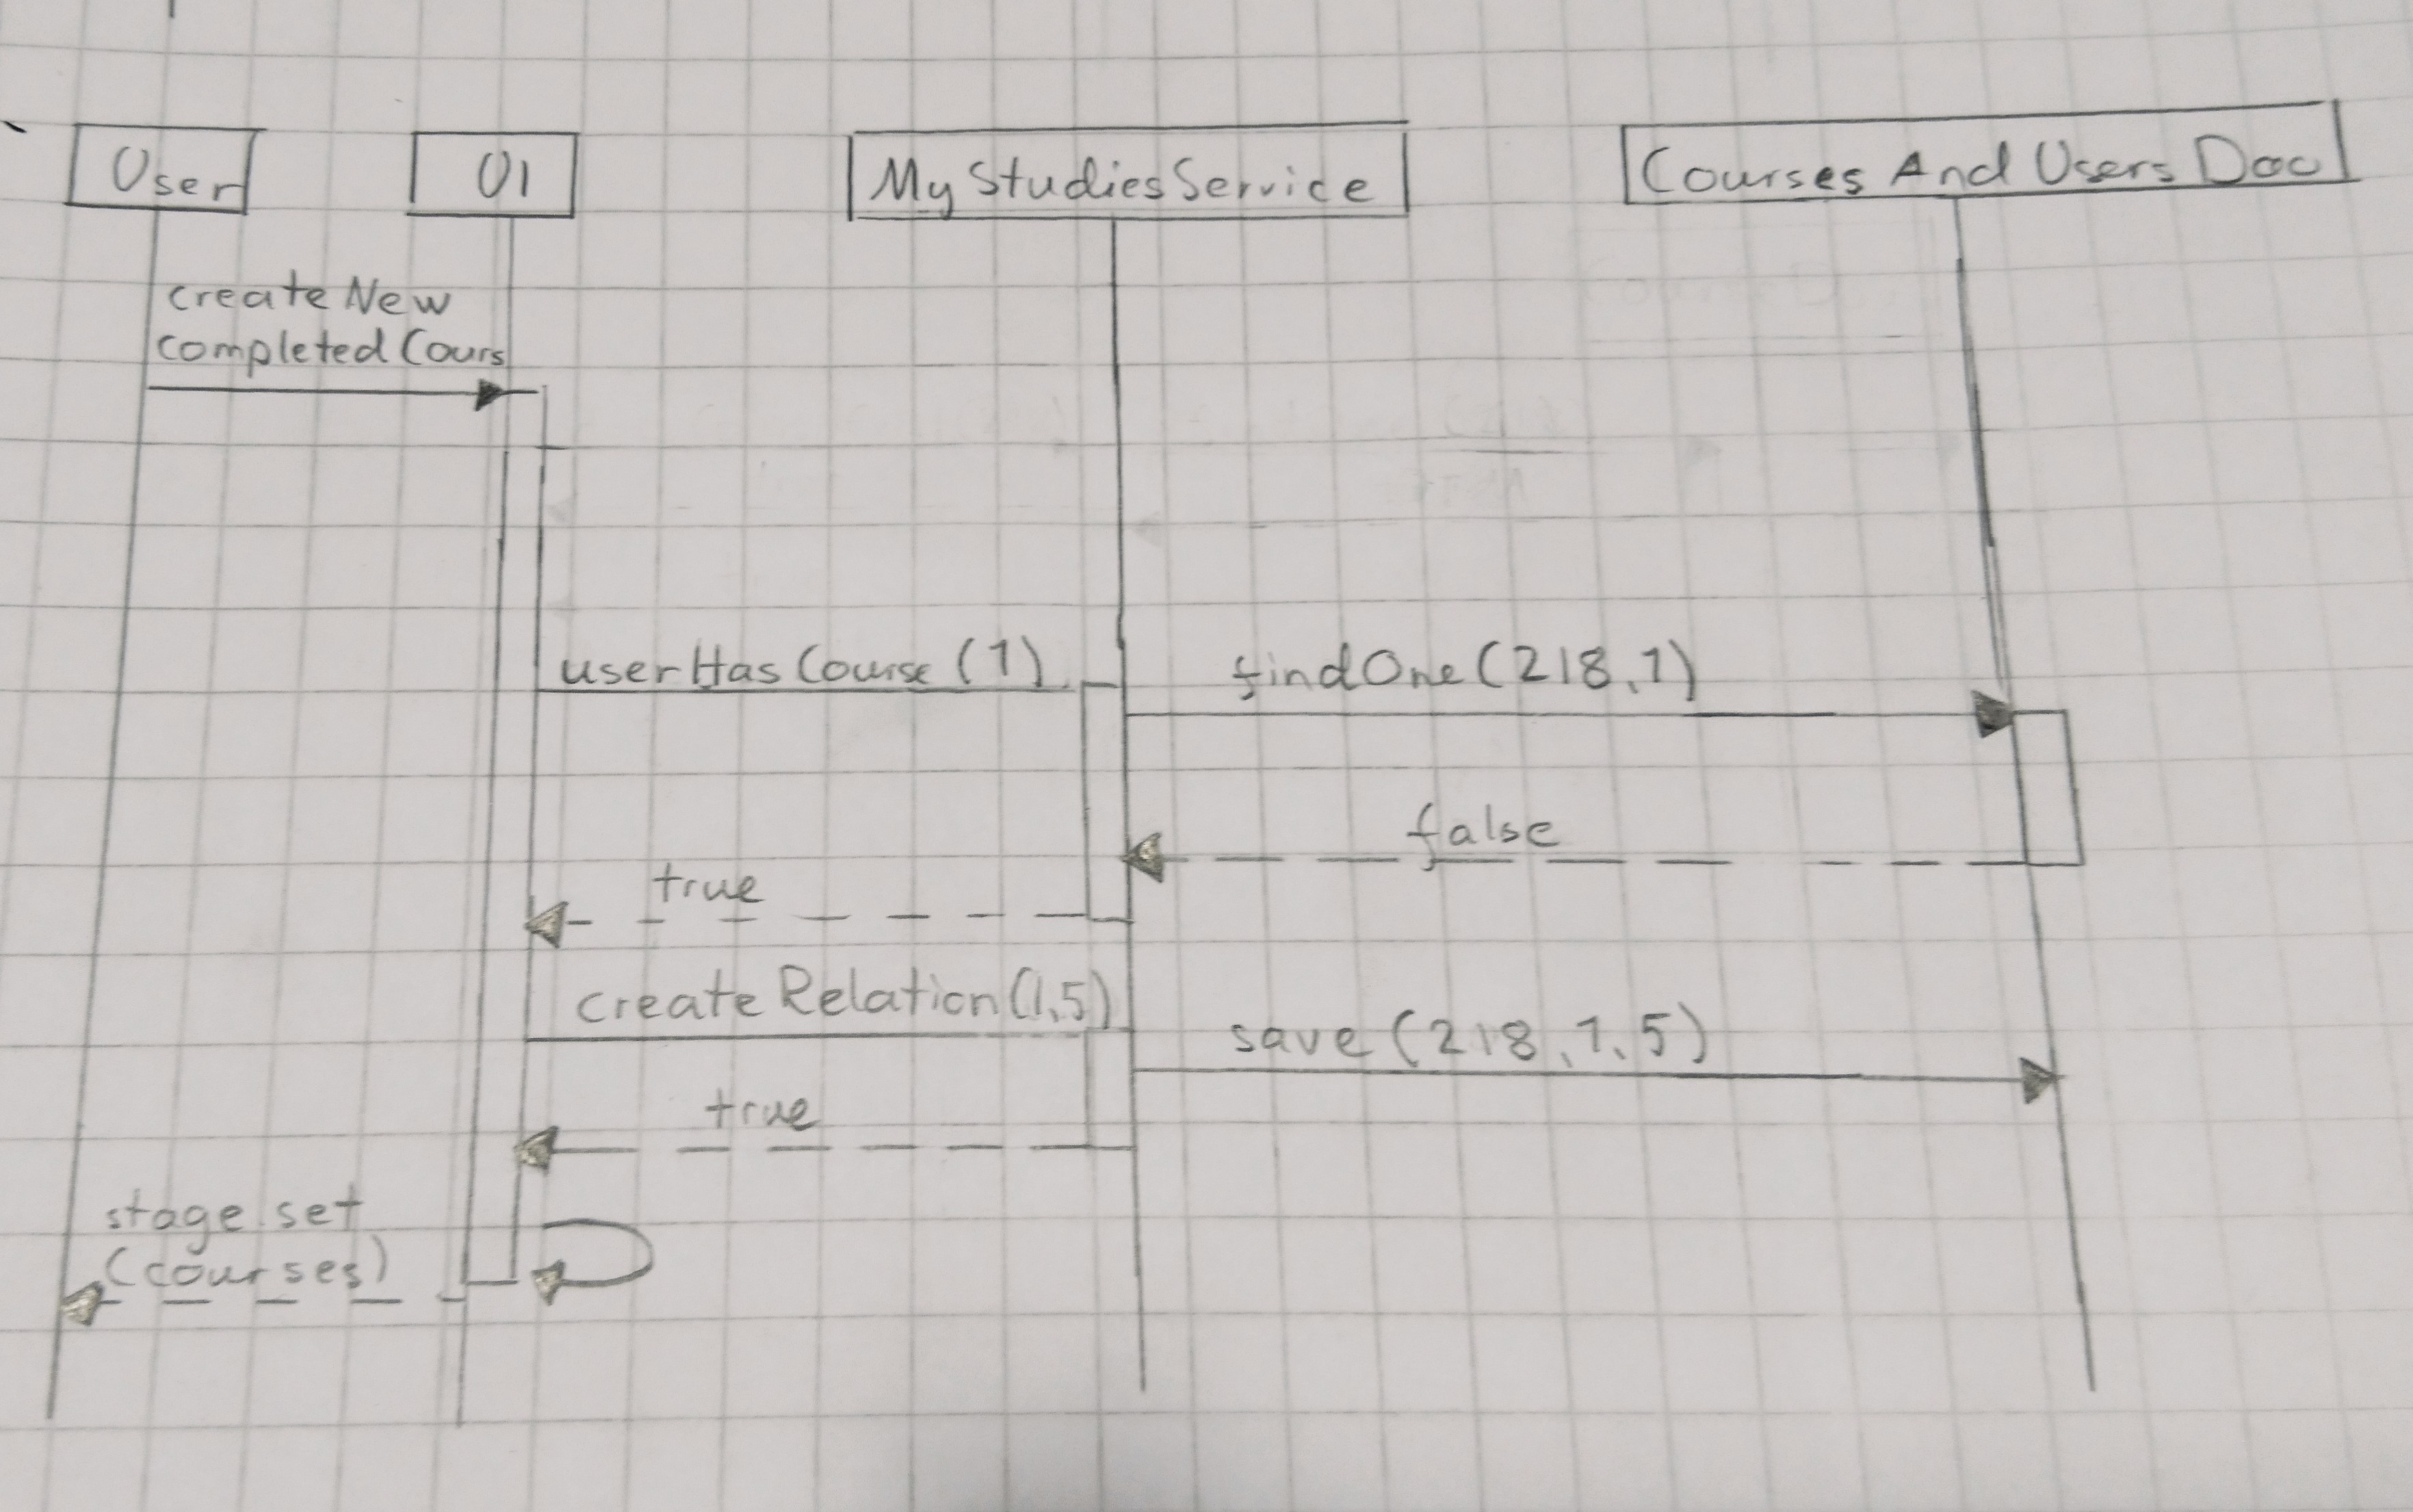 User
UI
MyStudiesService
CoursesAndUsersDao
createNew
completedCours
userHasCourse(1)
findOne(218,1)
false
true
createRelation(1,5)
save(218,1,5)
true
stage.set
(courses)